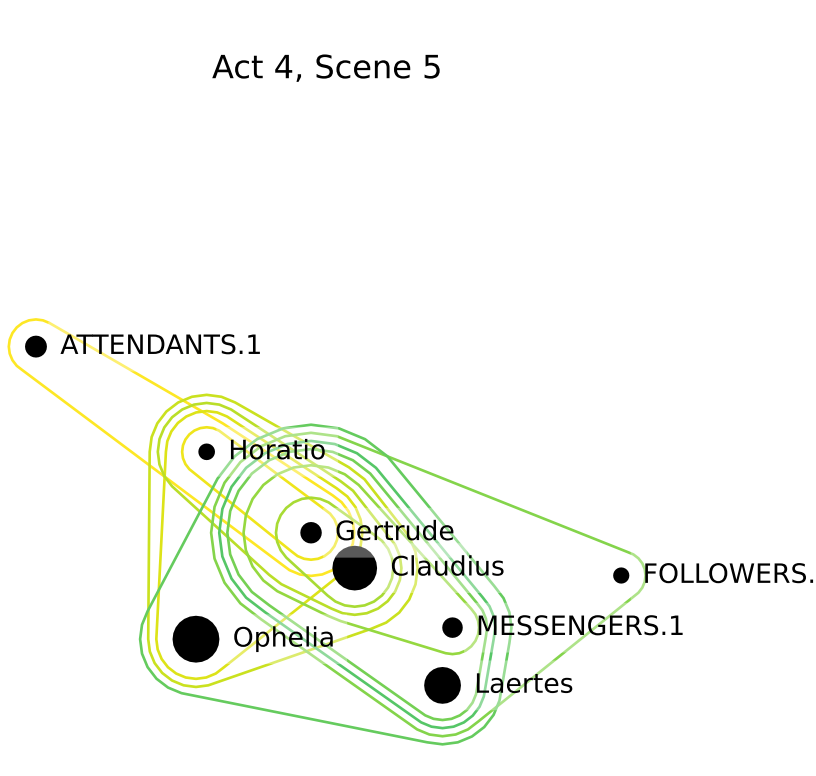 Act 4, Scene 5
ATTENDANTS.1
Horatio
Gertrude
Claudius
FOLLOWERS.
MESSENGERS.1
Ophelia
Laertes